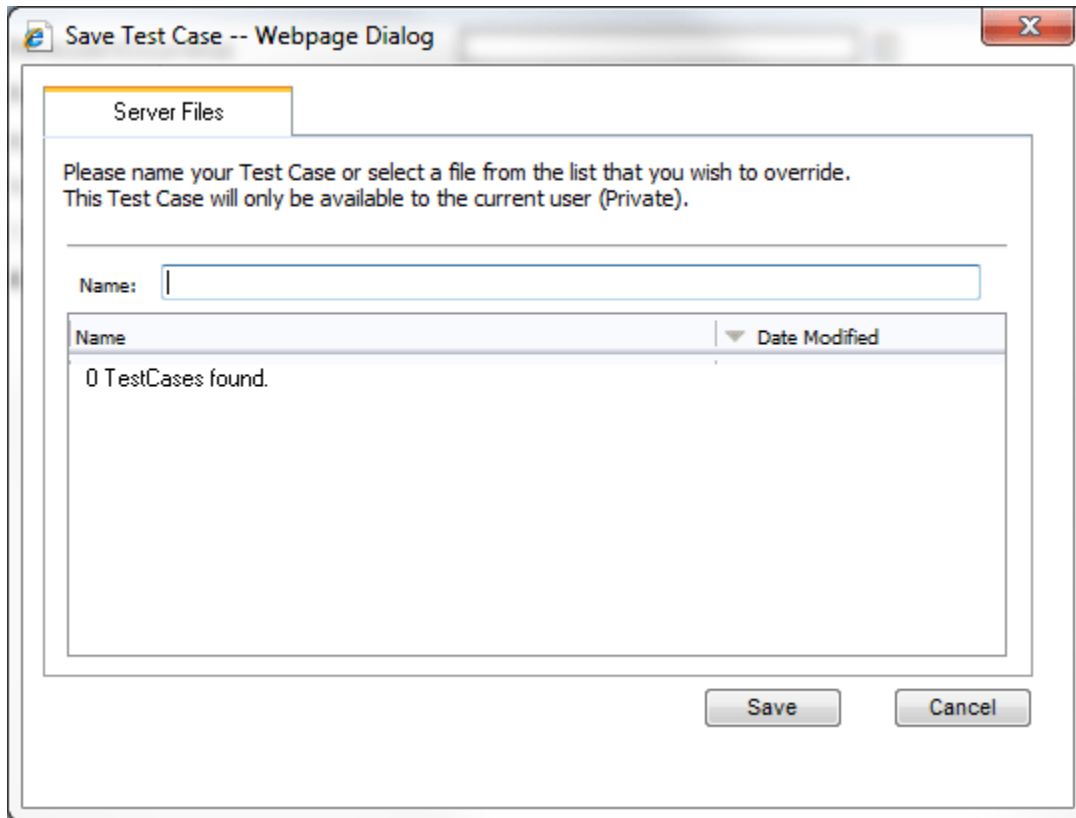 Save Test Case -- Webpage Dialog
Server Files
Please name your Test Case or select a file from the list that you wish to override.
This Test Case will only be available to the current user (Private).
Name:
Name Date Modified
0 TestCases found.
Save Cancel